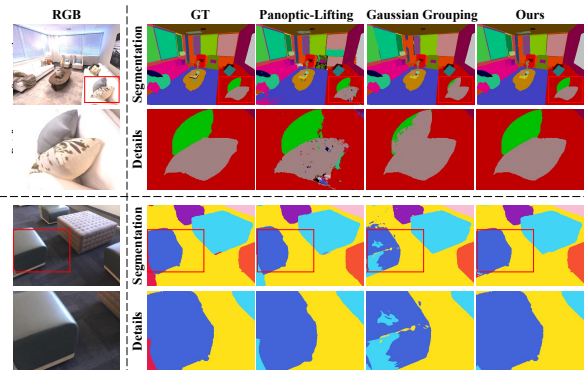 RGB GT Panoptic-Lifting Gaussian Grouping Ours
Segmentation
Details
Segmentation
Details